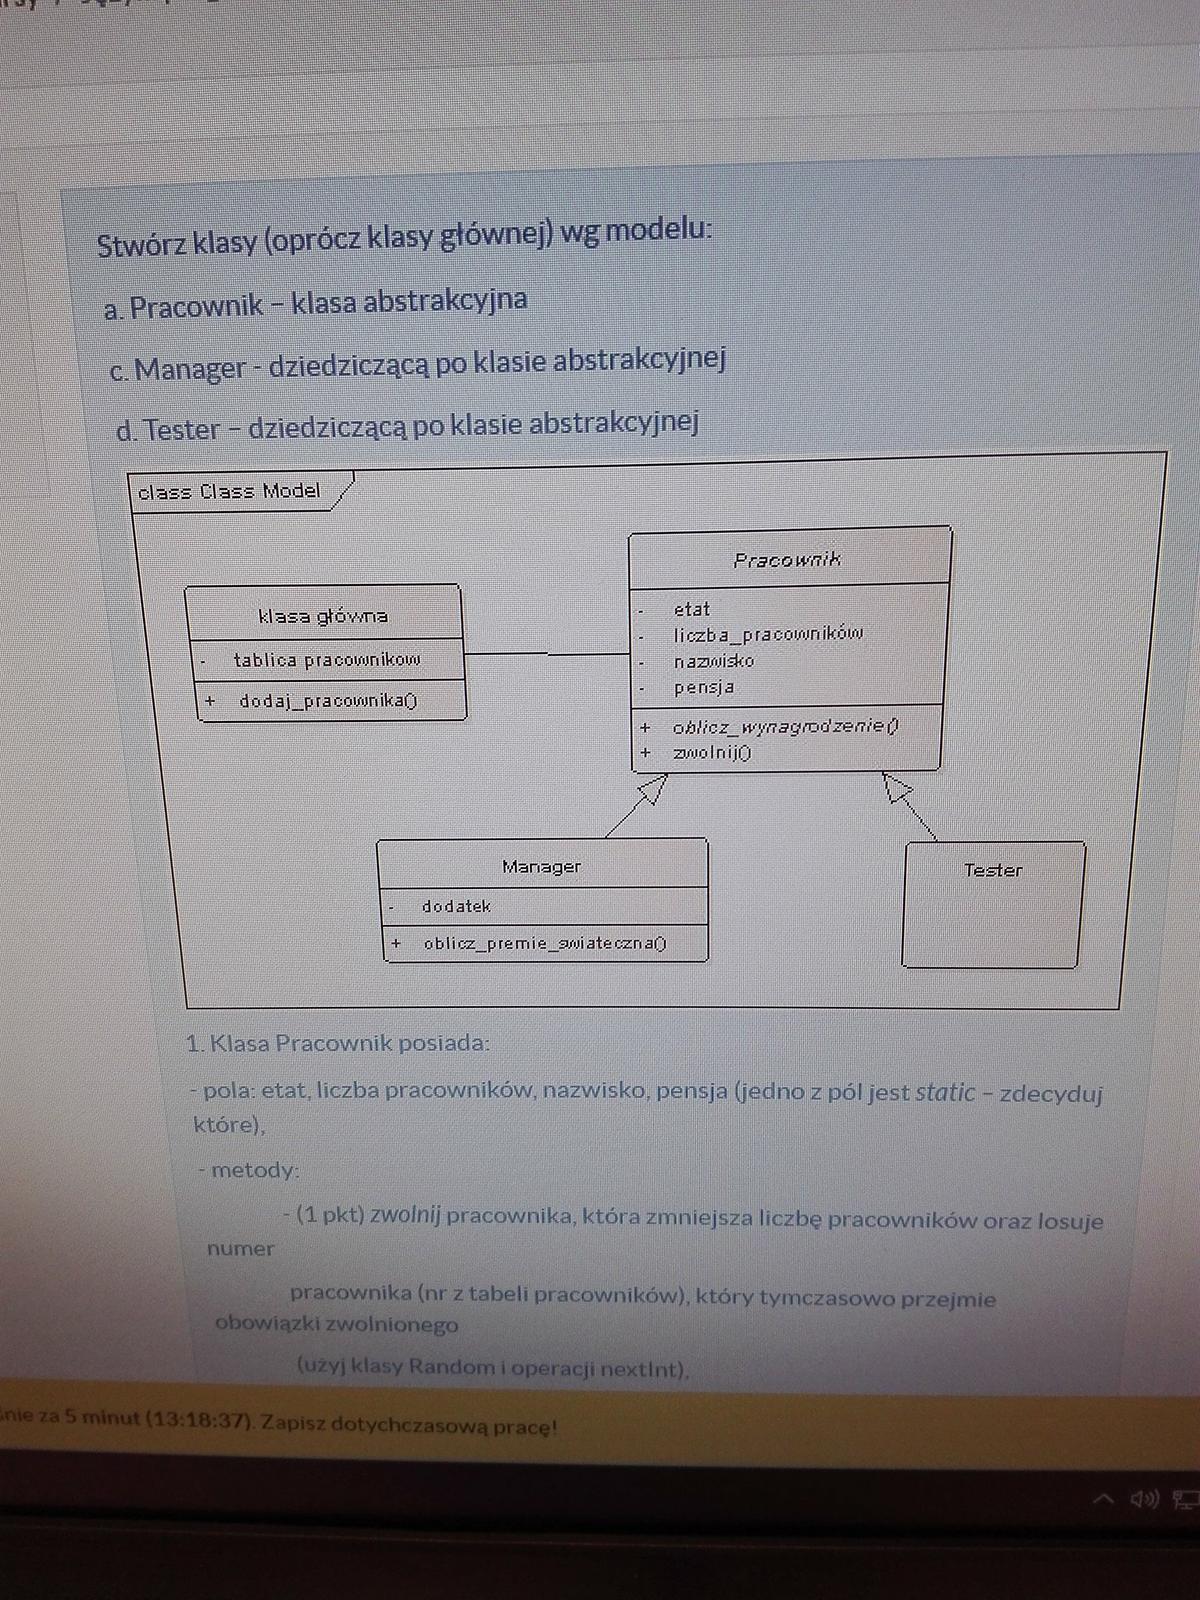 Stwórz klasy (oprócz klasy głównej) wg modelu:
a. Pracownik – klasa abstrakcyjna
c. Manager - dziedziczącą po klasie abstrakcyjnej
d. Tester – dziedziczącą po klasie abstrakcyjnej
class Class Model
klasa główna
- tablica pracownikow
+ dodaj_pracownika()
Pracownik
- etat
- liczba_pracowników
- nazwisko
- pensja
+ oblicz_wynagrodzenie()
+ zwolnij()
Manager
- dodatek
+ oblicz_premie_swiateczna()
Tester
1. Klasa Pracownik posiada:
- pola: etat, liczba pracowników, nazwisko, pensja (jedno z pól jest static – zdecyduj
które),
- metody:
- (1 pkt) zwolnij pracownika, która zmniejsza liczbę pracowników oraz losuje
numer
pracownika (nr z tabeli pracowników), który tymczasowo przejmie
obowiązki zwolnionego
(użyj klasy Random i operacji nextInt),
za 5 minut (13:18:37). Zapisz dotychczasową pracę!